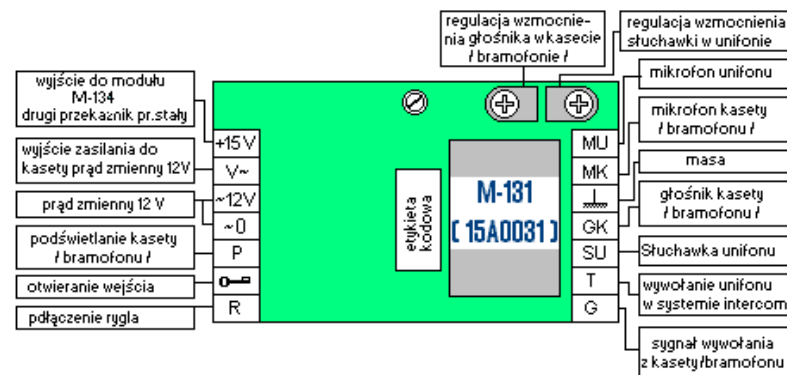 regulacja wzmocnie-
nia głośnika w kasecie
/ bramofonie /
regulacja wzmocnienia
słuchawki w unifonie
wyjście do modułu
M-134
drugi przekaźnik pr.stały
wyjście zasilania do
kasety prąd zmienny 12V
prąd zmienny 12 V
podświetlanie kasety
/ bramofonu /
otwieranie wejścia
pdłączenie rygla
+15V
V~
~12V
~0
P
R
etykieta
kodowa
M-131
( 15A0031 )
MU
MK
GK
SU
T
G
mikrofon unifonu
mikrofon kasety
/ bramofonu /
masa
głośnik kasety
/ bramofonu /
Słuchawka unifonu
wywołanie unifonu
w systemie intercom
sygnał wywołania
z kasety/bramofonu